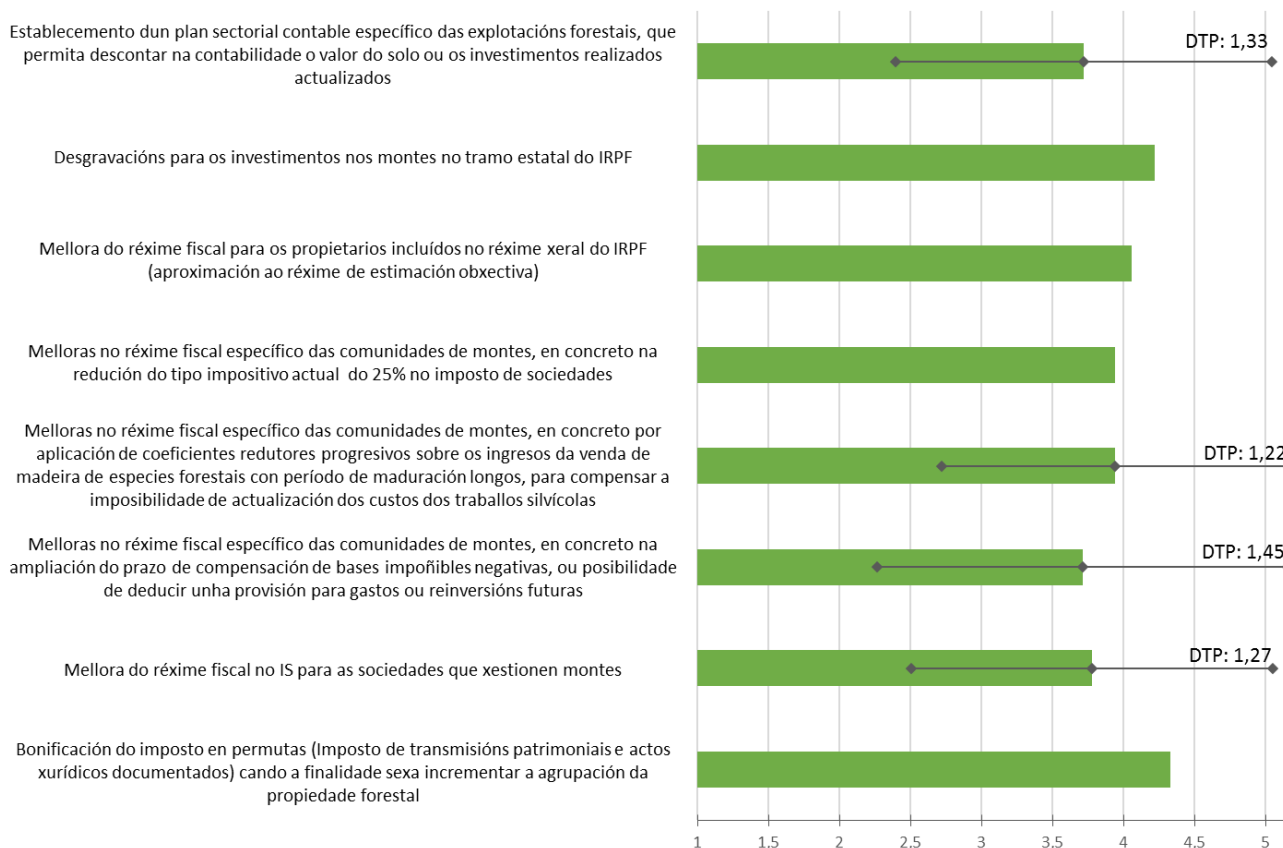 Establecemento dun plan sectorial contable específico das explotacións forestais, que
permita descontar na contabilidade o valor do solo ou os investimentos realizados
actualizados
DTP: 1,33
Desgravacións para os investimentos nos montes no tramo estatal do IRPF
Mellora do réxime fiscal para os propietarios incluídos no réxime xeral do IRPF
(aproximación ao réxime de estimación obxectiva)
Melloras no réxime fiscal específico das comunidades de montes, en concreto na
redución do tipo impositivo actual do 25% no imposto de sociedades
Melloras no réxime fiscal específico das comunidades de montes, en concreto por
aplicación de coeficientes redutores progresivos sobre os ingresos da venda de
madeira de especies forestais con período de maduración longos, para compensar a
imposibilidade de actualización dos custos dos traballos silvícolas
DTP: 1,22
Melloras no réxime fiscal específico das comunidades de montes, en concreto na
ampliación do prazo de compensación de bases impoñibles negativas, ou posibilidade
de deducir unha provisión para gastos ou reinversións futuras
DTP: 1,45
Mellora do réxime fiscal no IS para as sociedades que xestionen montes
DTP: 1,27
Bonificación do imposto en permutas (Imposto de transmisións patrimoniais e actos
xurídicos documentados) cando a finalidade sexa incrementar a agrupación da
propiedade forestal
1 1.5 2 2.5 3 3.5 4 4.5 5